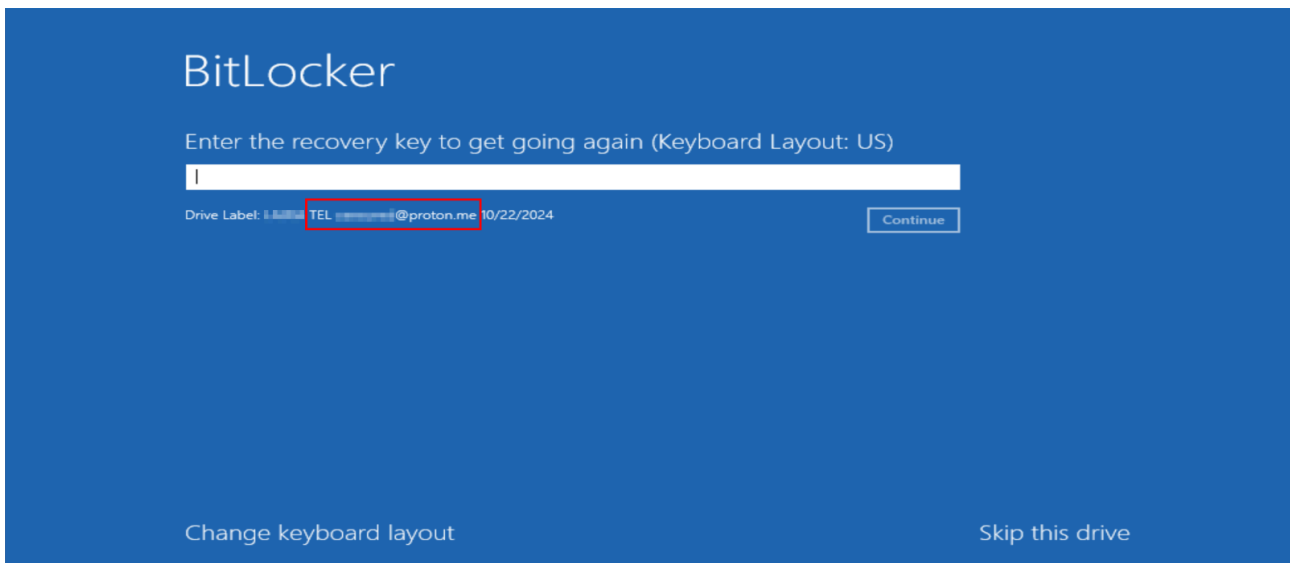 BitLocker
Enter the recovery key to get going again (Keyboard Layout: US)
Drive Label: TEL @proton.me 10/22/2024
Continue
Change keyboard layout
Skip this drive